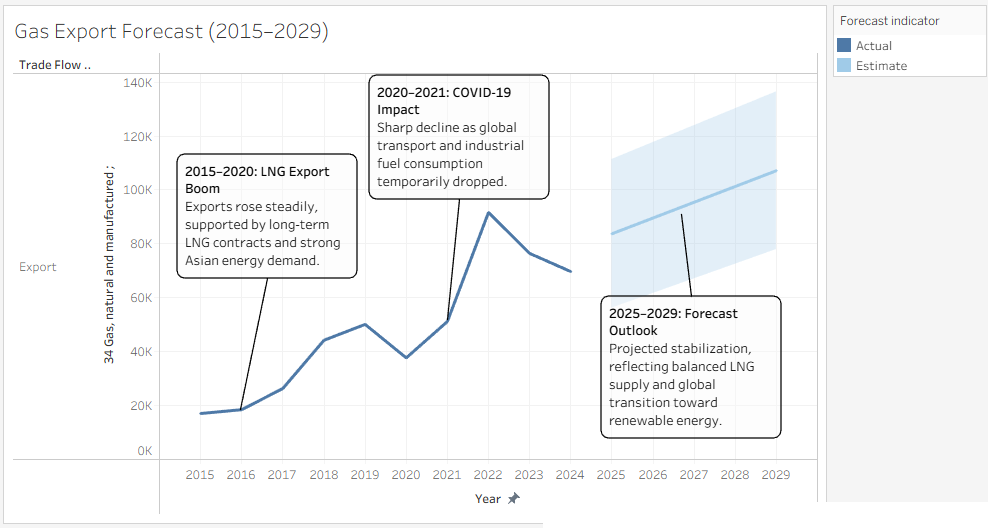 Gas Export Forecast (2015–2029)
Forecast indicator
Actual
Estimate
Trade Flow ..
Export
34 Gas, natural and manufactured ;
140K
120K
100K
80K
60K
40K
20K
0K
2015–2020: LNG Export
Boom
Exports rose steadily,
supported by long-term
LNG contracts and strong
Asian energy demand.
2020–2021: COVID-19
Impact
Sharp decline as global
transport and industrial
fuel consumption
temporarily dropped.
2025–2029: Forecast
Outlook
Projected stabilization,
reflecting balanced LNG
supply and global
transition toward
renewable energy.
2015 2016 2017 2018 2019 2020 2021 2022 2023 2024 2025 2026 2027 2028 2029
Year